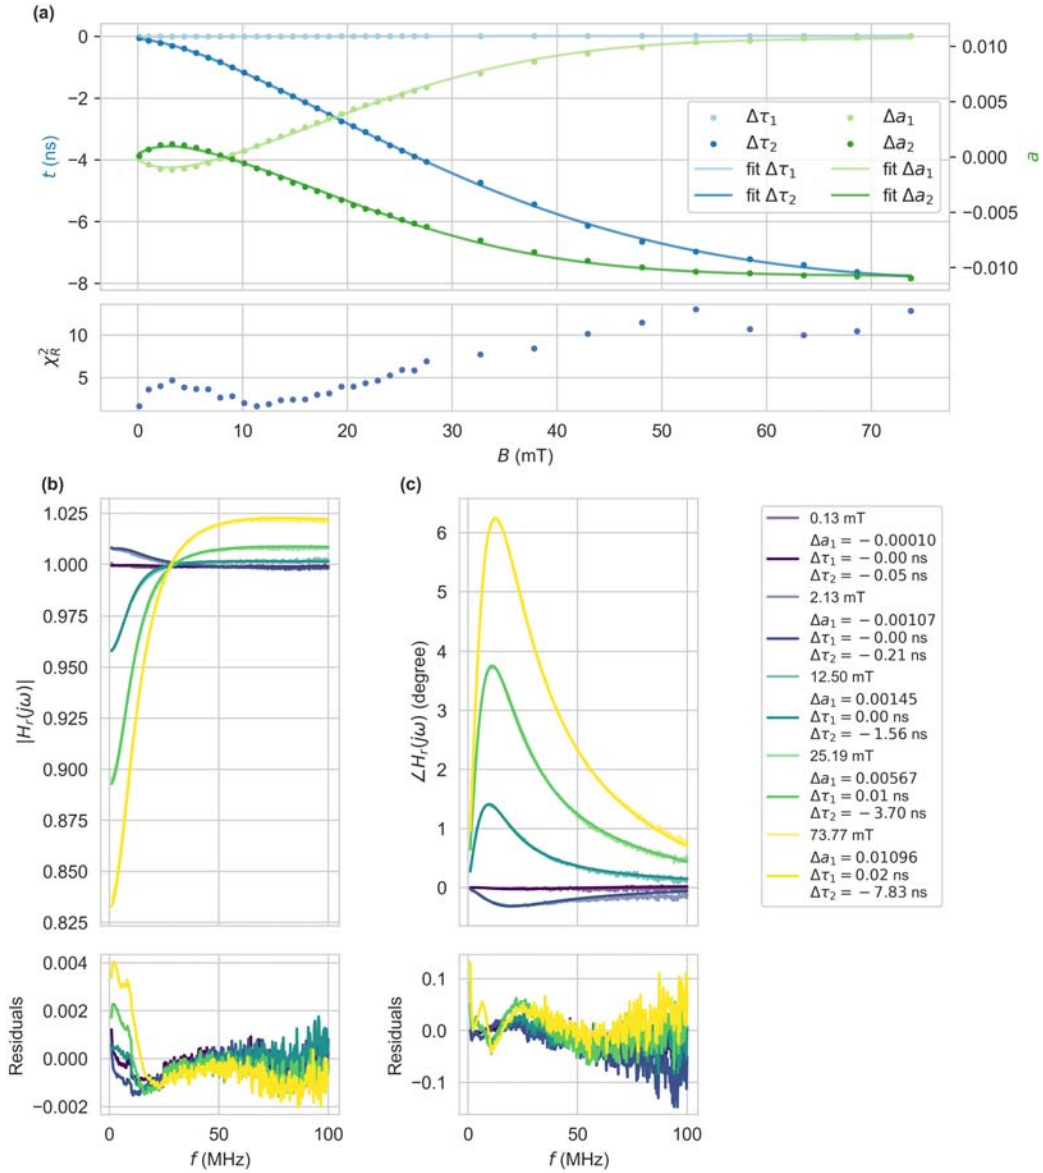 (a)
0
−2
−4
−6
−8
t (ns)
0.010
0.005
0.000
−0.005
−0.010
a
Δτ₁
Δτ₂
fit Δτ₁
fit Δτ₂
Δa₁
Δa₂
fit Δa₁
fit Δa₂
10
5
χ²_R
0 10 20 30 40 50 60 70
B (mT)
(b)
1.025
1.000
0.975
0.950
0.925
0.900
0.875
0.850
0.825
|Hᵣ(jω)|
0.004
0.002
0.000
−0.002
Residuals
0 50 100
f (MHz)
(c)
6
5
4
3
2
1
0
∠Hᵣ(jω) (degree)
0.1
0.0
−0.1
Residuals
0 50 100
f (MHz)
0.13 mT
Δa₁ = −0.00010
Δτ₁ = −0.00 ns
Δτ₂ = −0.05 ns
2.13 mT
Δa₁ = −0.00107
Δτ₁ = −0.00 ns
Δτ₂ = −0.21 ns
12.50 mT
Δa₁ = 0.00145
Δτ₁ = 0.00 ns
Δτ₂ = −1.56 ns
25.19 mT
Δa₁ = 0.00567
Δτ₁ = 0.01 ns
Δτ₂ = −3.70 ns
73.77 mT
Δa₁ = 0.01096
Δτ₁ = 0.02 ns
Δτ₂ = −7.83 ns